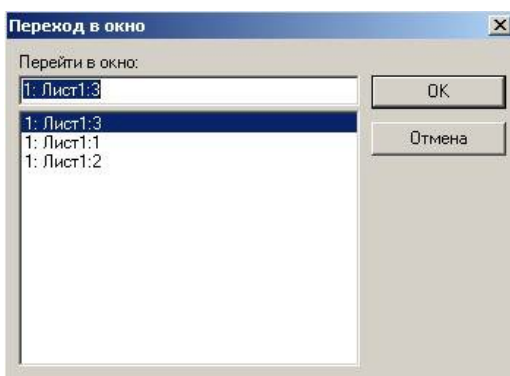 Переход в окно
Перейти в окно:
1: Лист1:3
OK
1: Лист1:3
1: Лист1:1
Отмена
1: Лист1:2